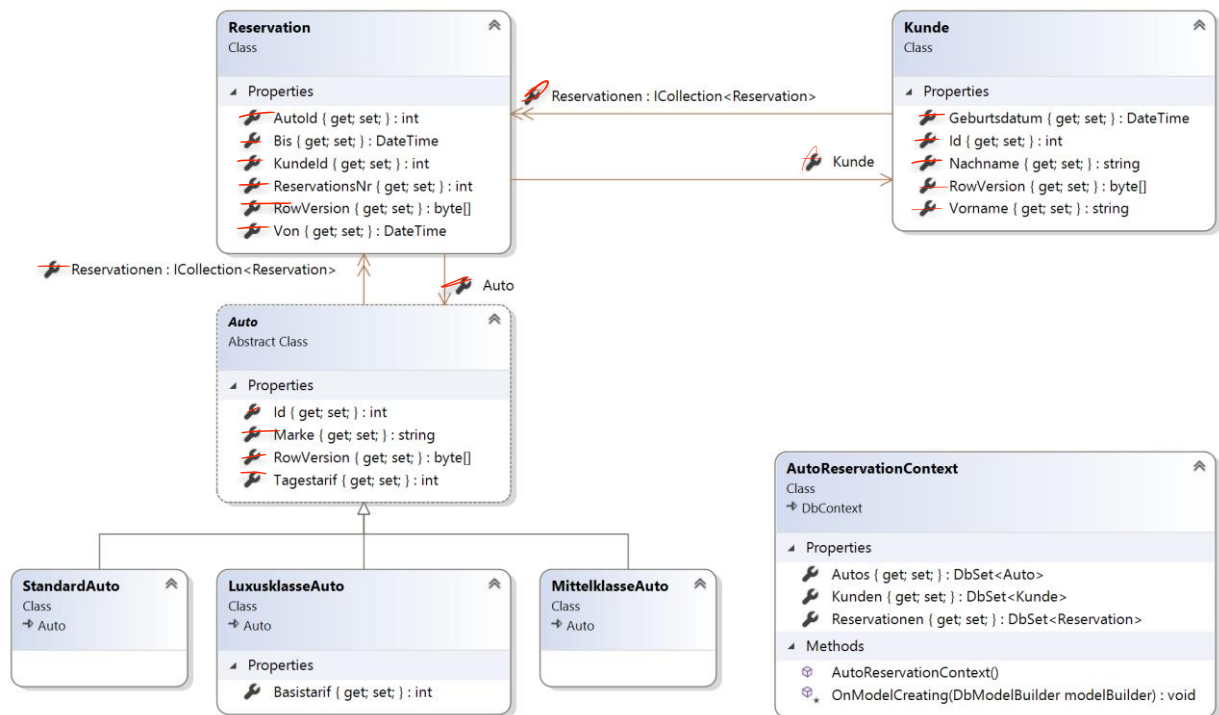 Reservation
Class
Properties
AutoId { get; set; } : int
Bis { get; set; } : DateTime
KundeId { get; set; } : int
ReservationsNr { get; set; } : int
RowVersion { get; set; } : byte[]
Von { get; set; } : DateTime
Reservationen : ICollection<Reservation>
Kunde
Kunde
Class
Properties
Geburtsdatum { get; set; } : DateTime
Id { get; set; } : int
Nachname { get; set; } : string
RowVersion { get; set; } : byte[]
Vorname { get; set; } : string
Reservationen : ICollection<Reservation>
Auto
Auto
Abstract Class
Properties
Id { get; set; } : int
Marke { get; set; } : string
RowVersion { get; set; } : byte[]
Tagestarif { get; set; } : int
StandardAuto
Class
Auto
LuxusklasseAuto
Class
Auto
Properties
Basistarif { get; set; } : int
MittelklasseAuto
Class
Auto
AutoReservationContext
Class
DbContext
Properties
Autos { get; set; } : DbSet<Auto>
Kunden { get; set; } : DbSet<Kunde>
Reservationen { get; set; } : DbSet<Reservation>
Methods
AutoReservationContext()
OnModelCreating(DbModelBuilder modelBuilder) : void